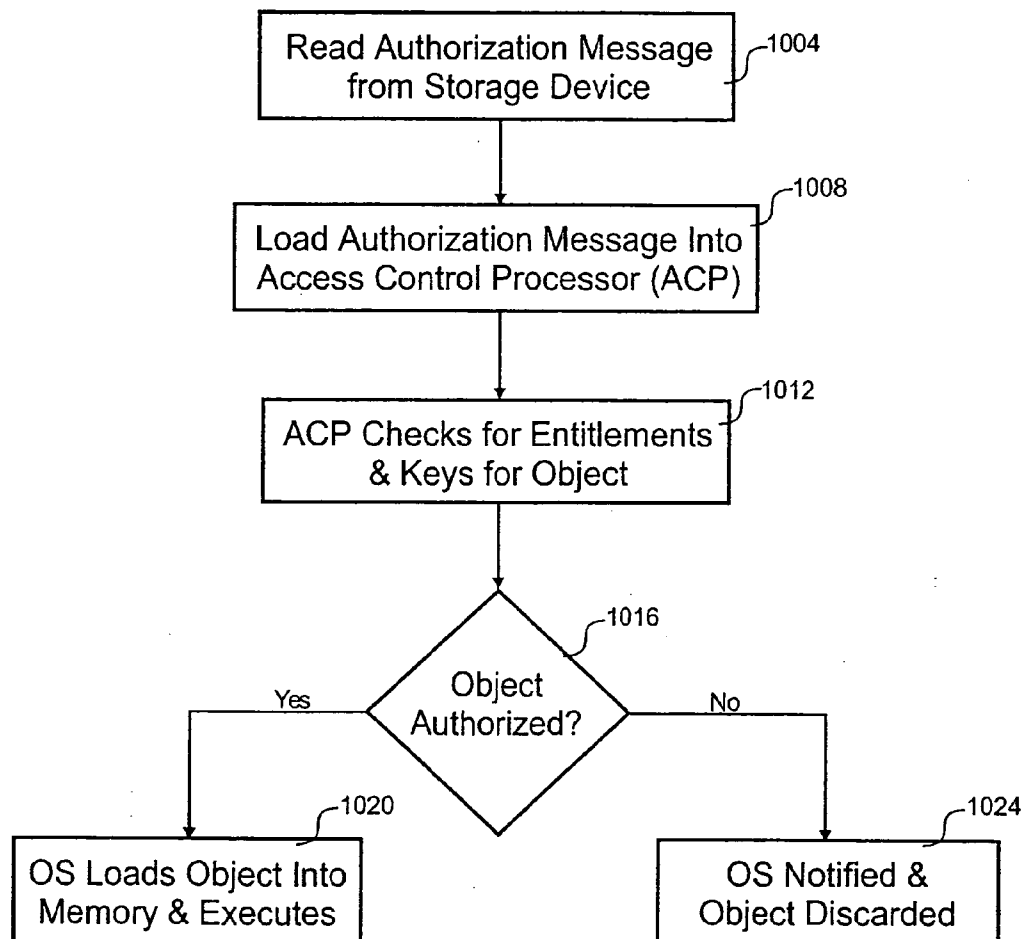 Read Authorization Message
from Storage Device
1004
Load Authorization Message Into
Access Control Processor (ACP)
1008
ACP Checks for Entitlements
& Keys for Object
1012
Object
Authorized?
1016
Yes
No
OS Loads Object Into
Memory & Executes
1020
OS Notified &
Object Discarded
1024